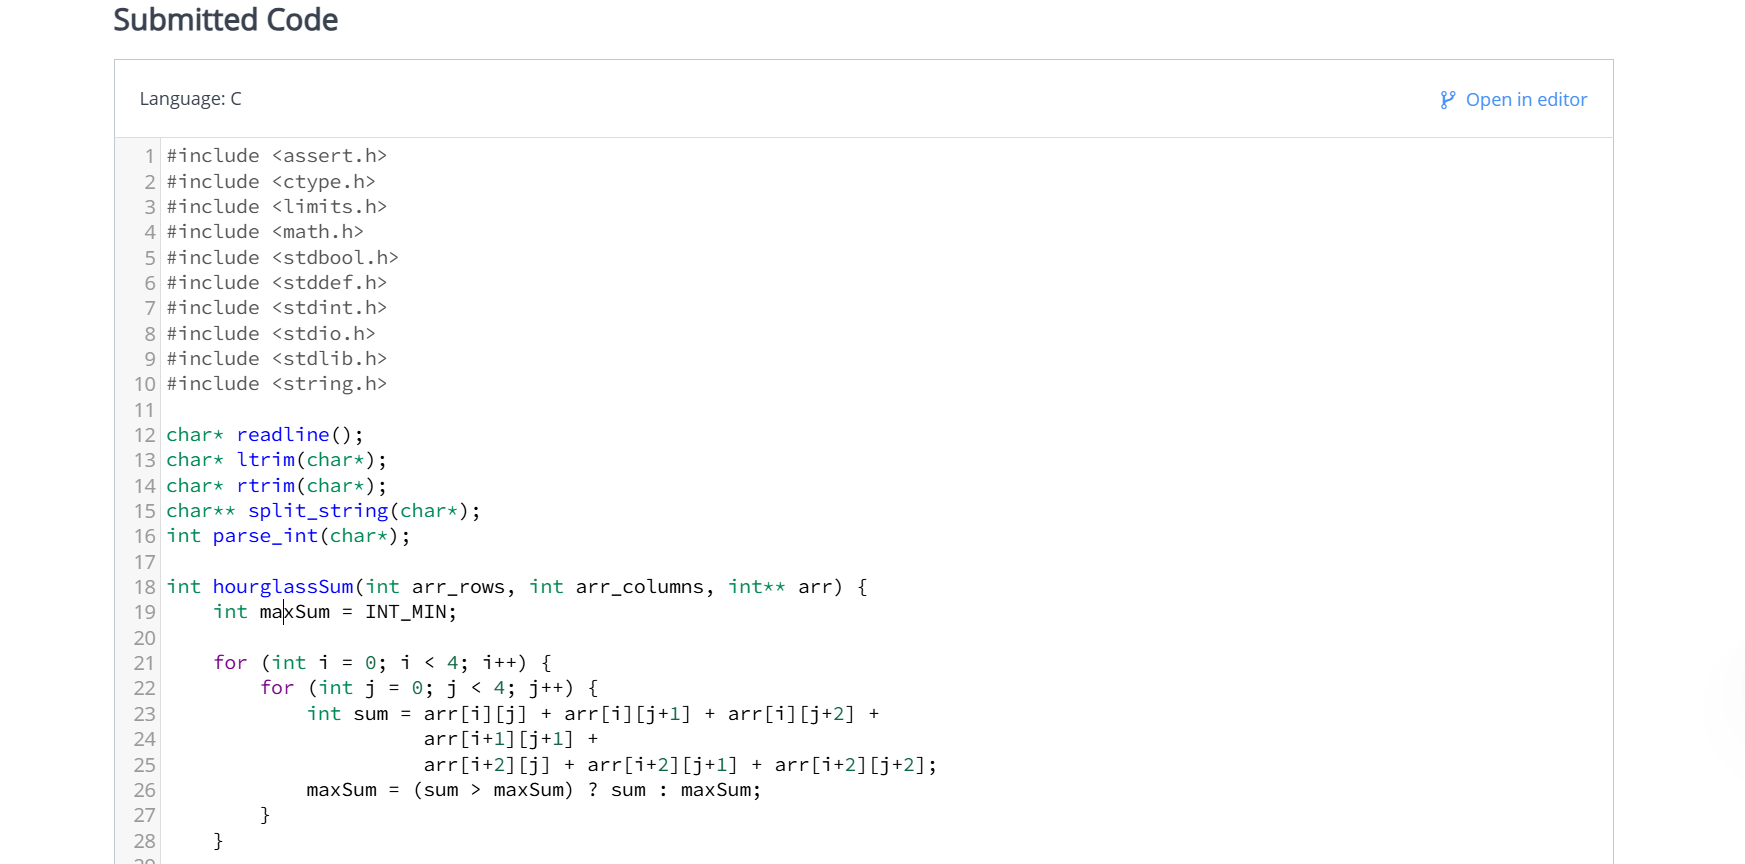 Submitted Code
Language: C
Open in editor
1 #include <assert.h>
2 #include <ctype.h>
3 #include <limits.h>
4 #include <math.h>
5 #include <stdbool.h>
6 #include <stddef.h>
7 #include <stdint.h>
8 #include <stdio.h>
9 #include <stdlib.h>
10 #include <string.h>
11
12 char* readline();
13 char* ltrim(char*);
14 char* rtrim(char*);
15 char** split_string(char*);
16 int parse_int(char*);
17
18 int hourglassSum(int arr_rows, int arr_columns, int** arr) {
19     int maxSum = INT_MIN;
20
21     for (int i = 0; i < 4; i++) {
22         for (int j = 0; j < 4; j++) {
23             int sum = arr[i][j] + arr[i][j+1] + arr[i][j+2] +
24                       arr[i+1][j+1] +
25                       arr[i+2][j] + arr[i+2][j+1] + arr[i+2][j+2];
26             maxSum = (sum > maxSum) ? sum : maxSum;
27         }
28     }